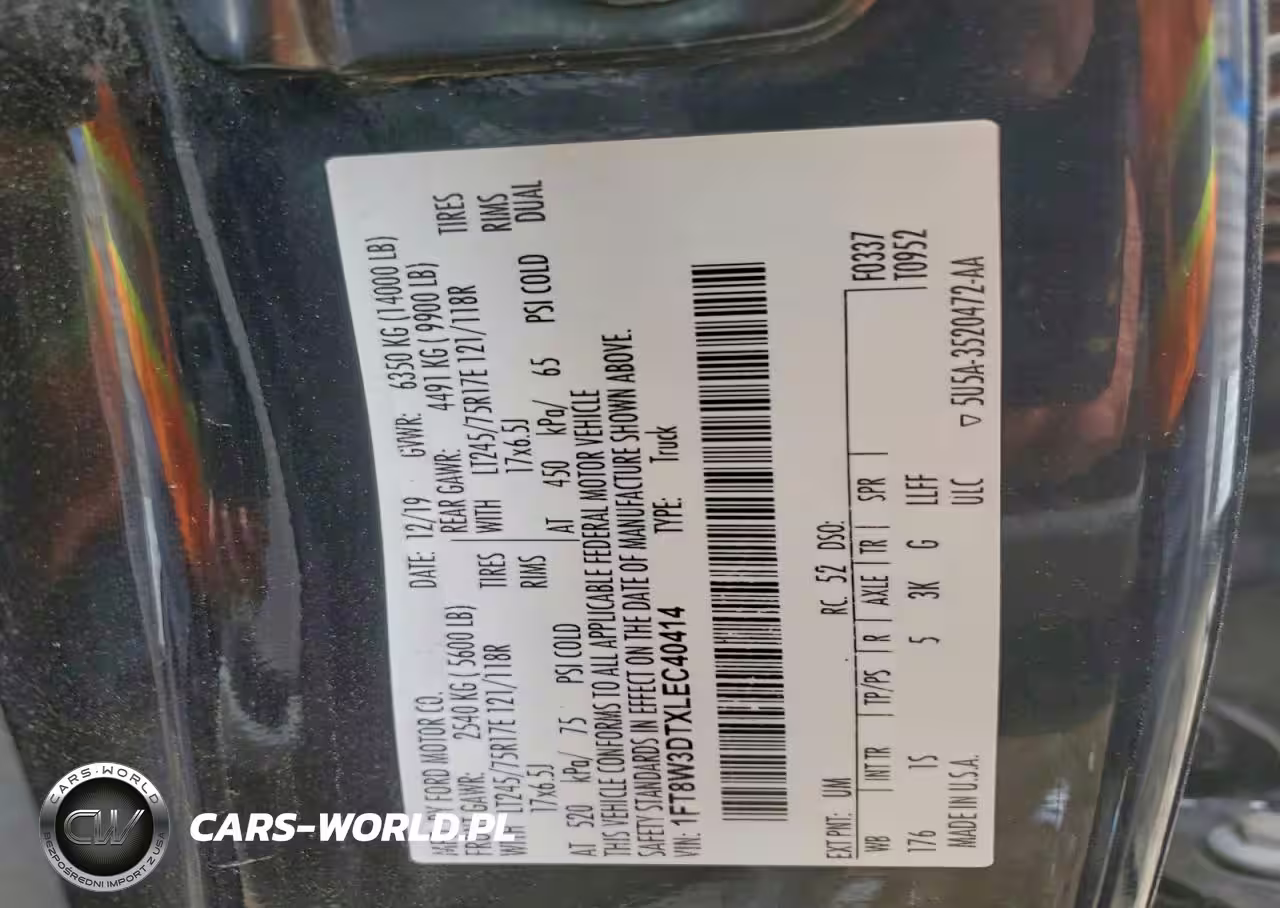 MFD. BY FORD MOTOR CO.
DATE: 12/19 GVWR: 6350 KG (14000 LB)
FRONT GAWR: 2540 KG (5600 LB)
REAR GAWR: 4491 KG (9900 LB)
WITH LT245/75R17E 121/118R TIRES
WITH LT245/75R17E 121/118R TIRES
17x6.5J RIMS
17x6.5J RIMS
AT 520 kPa/ 75 PSI COLD
AT 450 kPa/ 65 PSI COLD DUAL
THIS VEHICLE CONFORMS TO ALL APPLICABLE FEDERAL MOTOR VEHICLE
SAFETY STANDARDS IN EFFECT ON THE DATE OF MANUFACTURE SHOWN ABOVE.
VIN: 1FT8W3DTXLEC40414 TYPE: Truck
EXT PNT: UM RC: 52 DSO: F0337
WB INT TR TP/PS R AXLE TR SPR T0952
176 1S 5 3K G LLFF
MADE IN U.S.A. ULC ▽ 5U5A-3520472-AA
CARS-WORLD
CW
BEZPOŚREDNI IMPORT Z USA
CARS-WORLD.PL